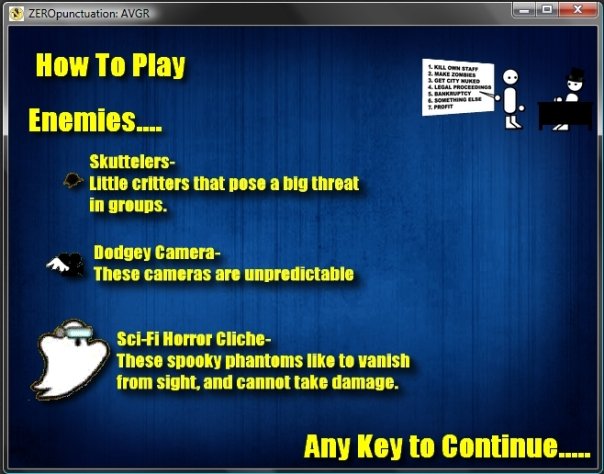 ZEROpunctuation: AVGR
How To Play
1. KILL OWN STAFF
2. MAKE ZOMBIES
3. GET CITY NUKED
4. LEGAL PROCEEDINGS
5. BANKRUPTCY
6. SOMETHING ELSE
7. PROFIT
Enemies....
Skuttelers-
Little critters that pose a big threat
in groups.
Dodgey Camera-
These cameras are unpredictable
Sci-Fi Horror Cliche-
These spooky phantoms like to vanish
from sight, and cannot take damage.
Any Key to Continue.....